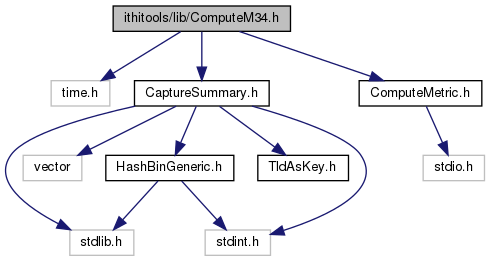 ithitools/lib/ComputeM34.h
time.h
CaptureSummary.h
ComputeMetric.h
vector
HashBinGeneric.h
TldAsKey.h
stdio.h
stdlib.h
stdint.h